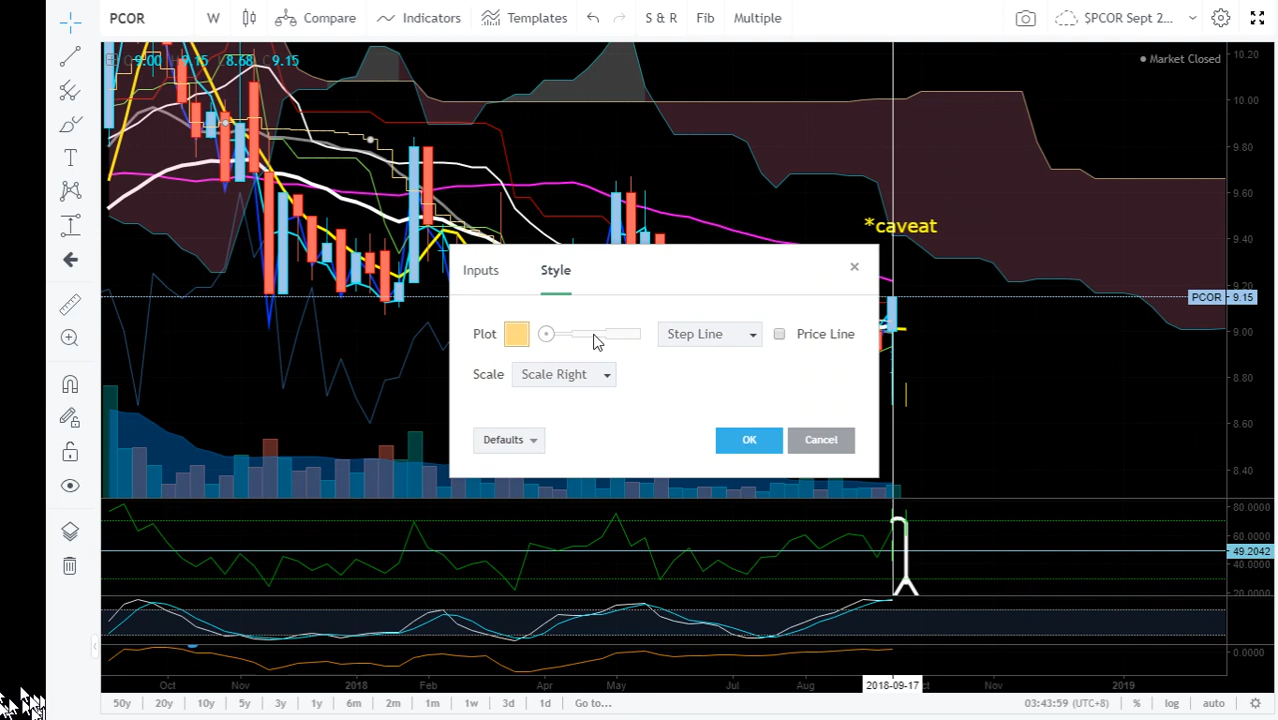 PCOR W Compare Indicators Templates S & R Fib Multiple $PCOR Sept 2...
9.00 9.15 8.68 9.15
Market Closed
10.20
10.00
9.80
9.60
*caveat
9.40
9.20
PCOR 9.15
9.00
8.80
8.60
8.40
Inputs Style
Plot Step Line Price Line
Scale Scale Right
Defaults OK Cancel
80.0000
60.0000
49.2042
40.0000
20.0000
0.0000
Oct Nov 2018 Feb Apr May Jul Aug 2018-09-17 Nov 2019
50y 20y 10y 5y 3y 1y 6m 2m 1m 1w 3d 1d Go to... 03:43:59 (UTC+8) % log auto